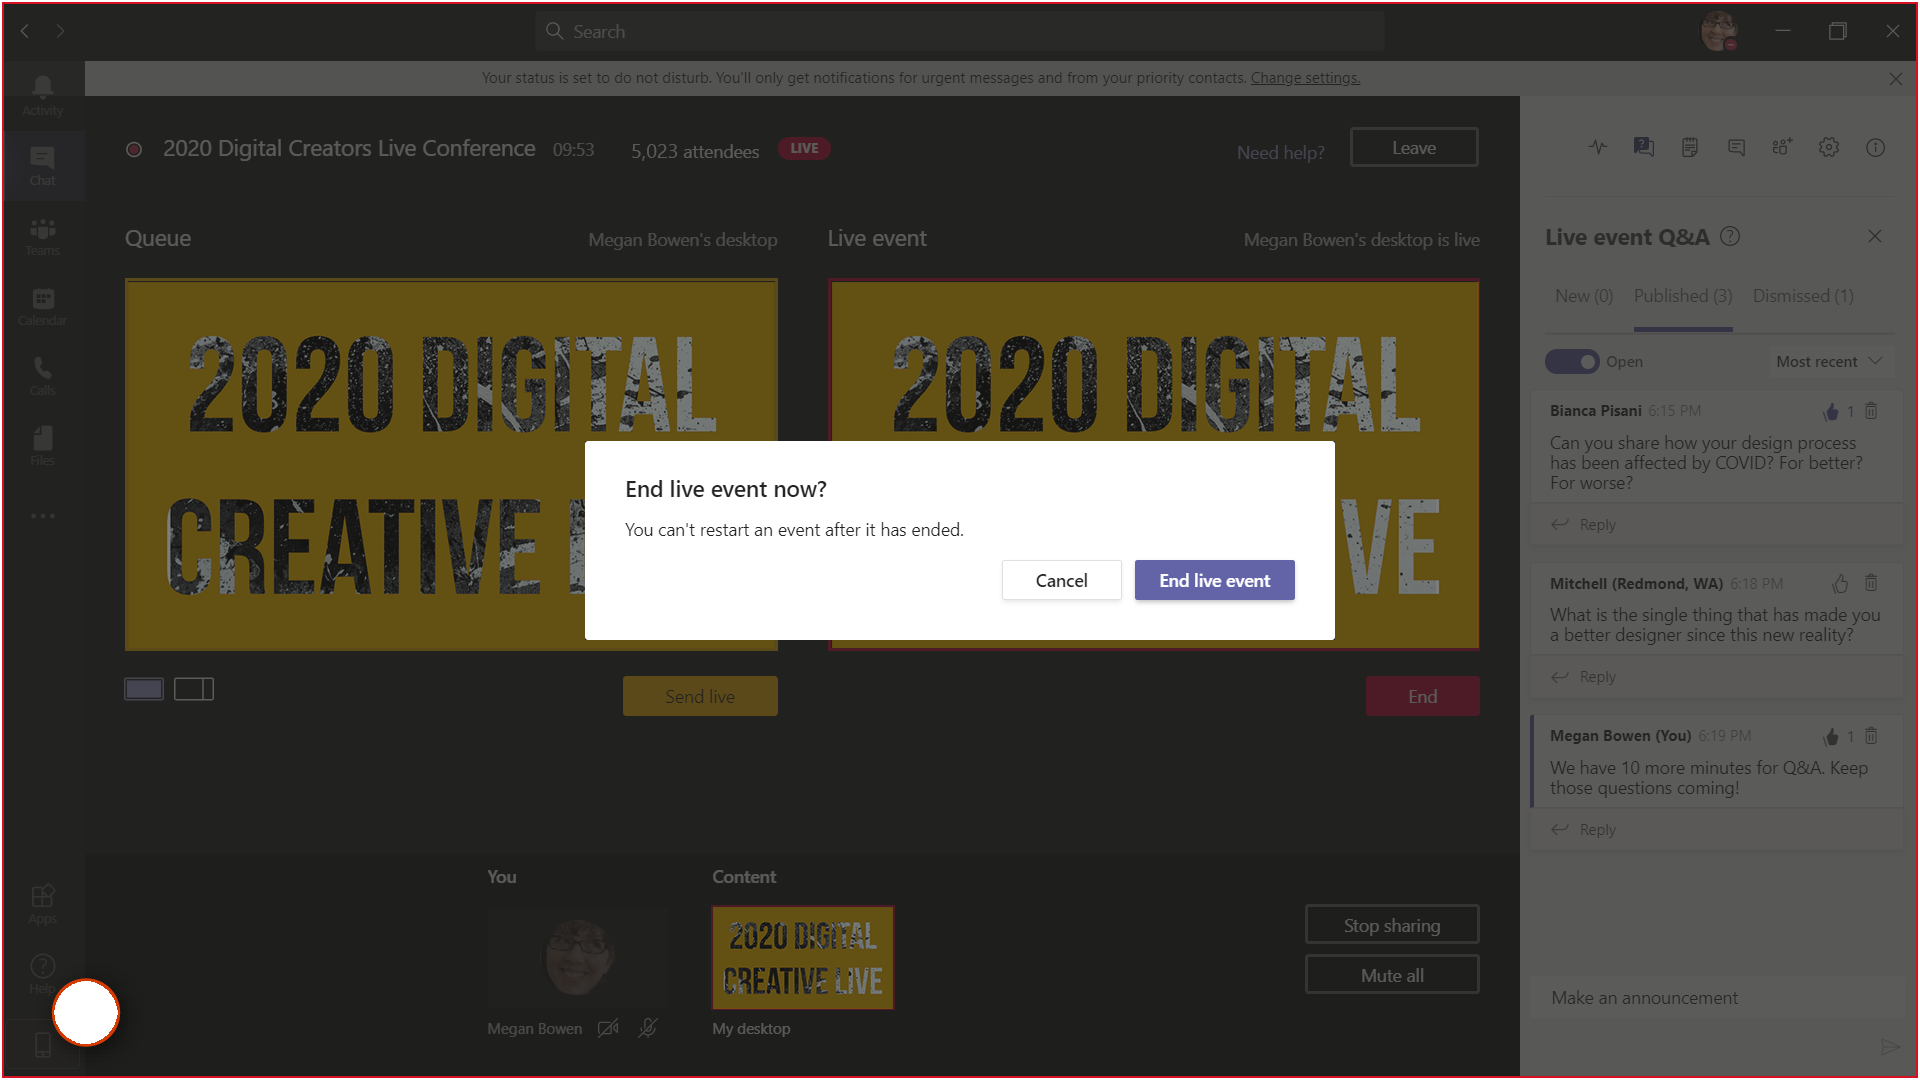 Search
Your status is set to do not disturb. You'll only get notifications for urgent messages and from your priority contacts. Change settings.
Activity
Chat
Teams
Calendar
Calls
Files
Apps
Help
2020 Digital Creators Live Conference 09:53 5,023 attendees LIVE
Need help? Leave
Queue Megan Bowen's desktop
Live event Megan Bowen's desktop is live
2020 DIGITAL
CREATIVE
2020 DIGITAL
VE
End live event now?
You can't restart an event after it has ended.
Cancel End live event
Send live
End
You
Megan Bowen
Content
2020 DIGITAL
CREATIVE LIVE
My desktop
Stop sharing
Mute all
Live event Q&A
New (0) Published (3) Dismissed (1)
Open Most recent
Bianca Pisani 6:15 PM 1
Can you share how your design process
has been affected by COVID? For better?
For worse?
Reply
Mitchell (Redmond, WA) 6:18 PM
What is the single thing that has made you
a better designer since this new reality?
Reply
Megan Bowen (You) 6:19 PM 1
We have 10 more minutes for Q&A. Keep
those questions coming!
Reply
Make an announcement